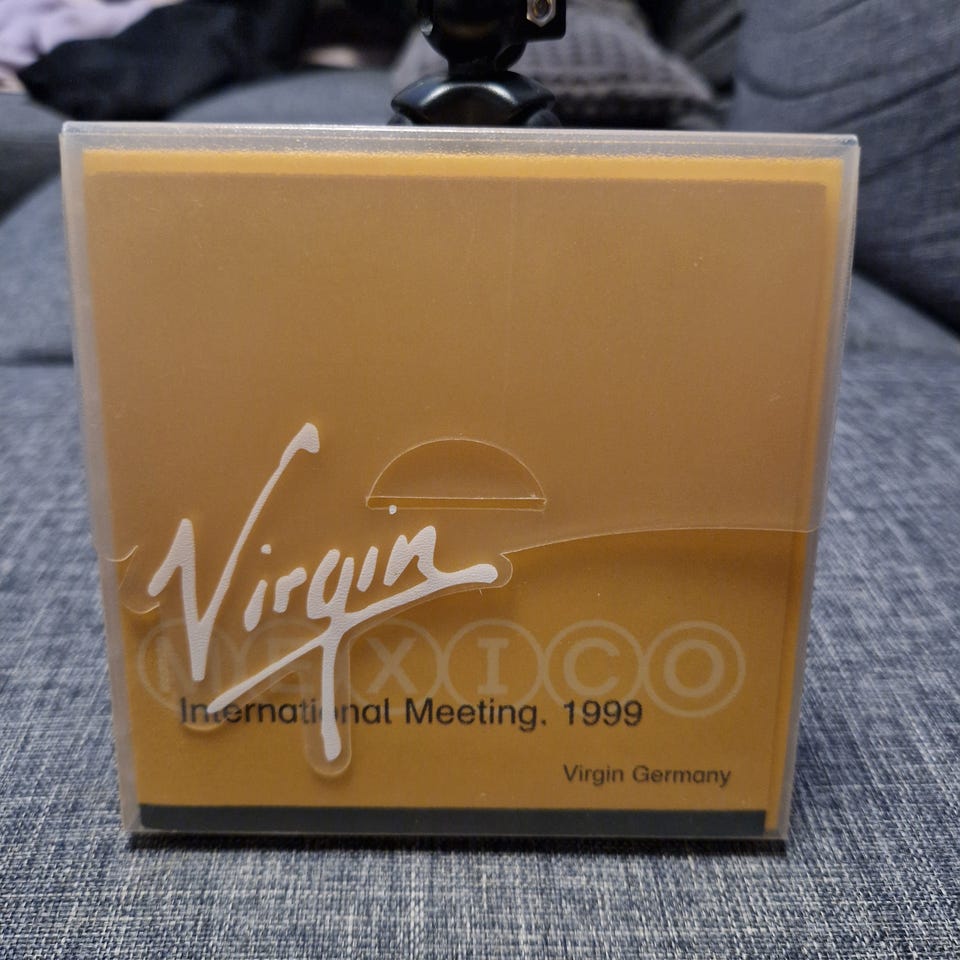 Virgin
MEXICO
International Meeting. 1999
Virgin Germany